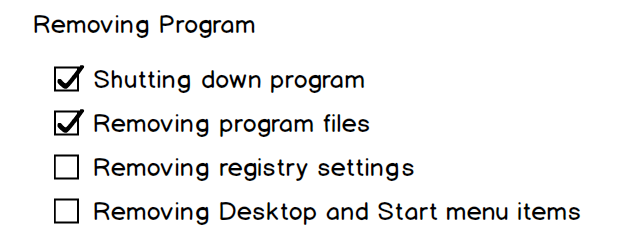 Removing Program
Shutting down program
Removing program files
Removing registry settings
Removing Desktop and Start menu items